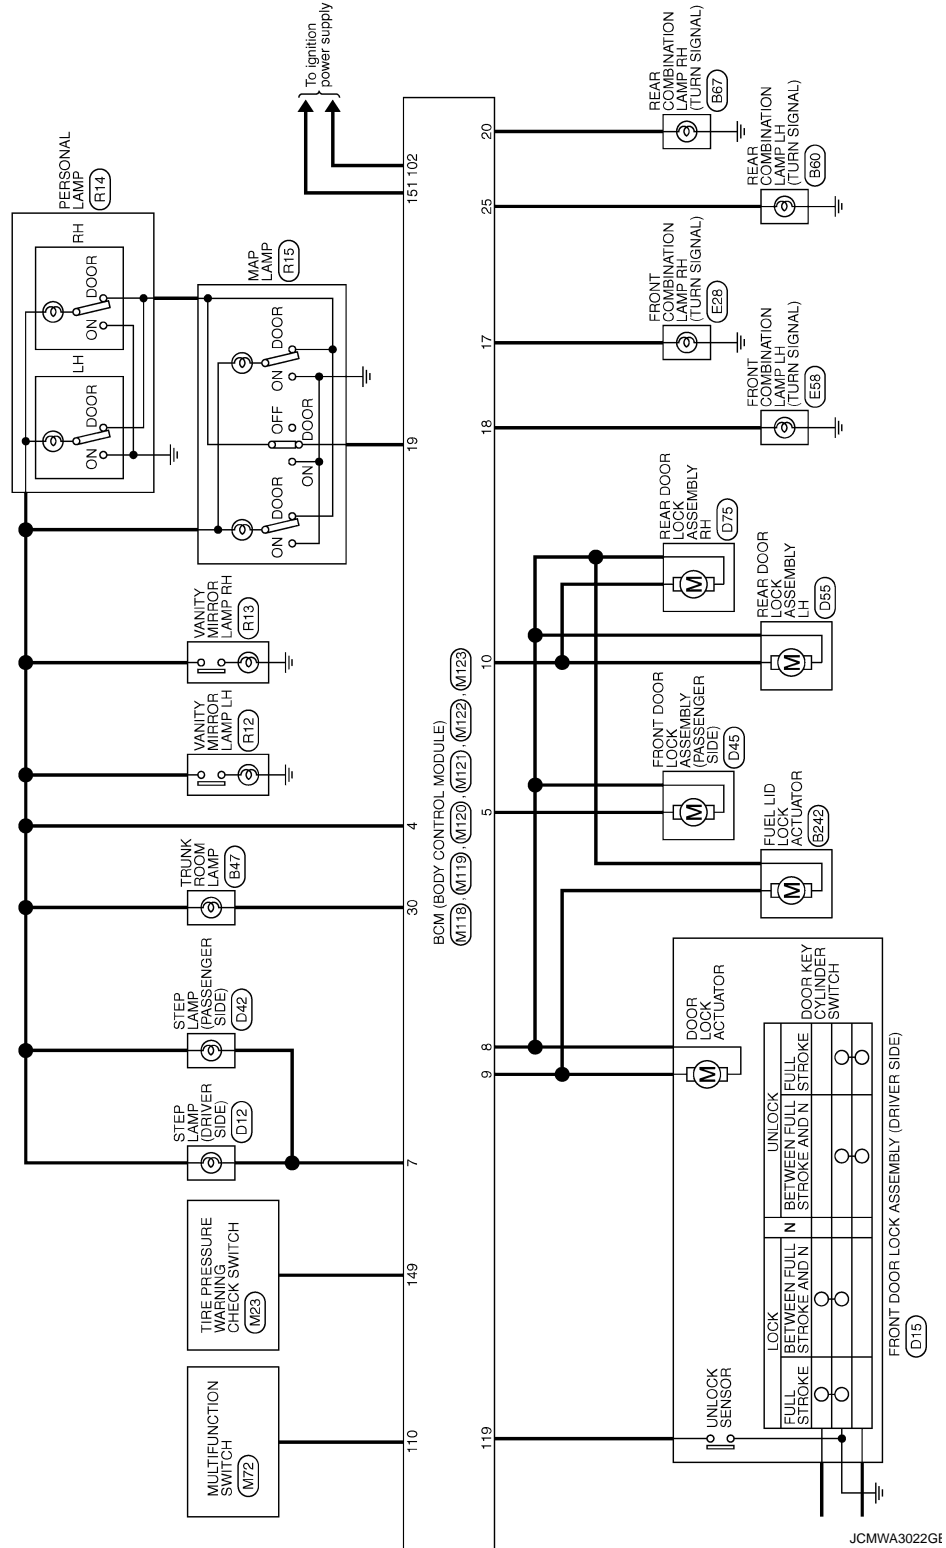 To ignition
power supply
PERSONAL
LAMP
R14
RH
DOOR
ON
LH
DOOR
ON
MAP
LAMP
R15
DOOR
ON
OFF
DOOR
ON
DOOR
ON
VANITY
MIRROR
LAMP RH
R13
VANITY
MIRROR
LAMP LH
R12
TRUNK
ROOM
LAMP
B47
STEP
LAMP
(PASSENGER
SIDE)
D42
STEP
LAMP
(DRIVER
SIDE)
D12
TIRE PRESSURE
WARNING
CHECK SWITCH
M23
MULTIFUNCTION
SWITCH
M72
151 102
19
4
30
7
149
110
BCM (BODY CONTROL MODULE)
M118 , M119 , M120 , M121 , M122 , M123
20
25
17
18
10
5
8
9
119
REAR
COMBINATION
LAMP RH
(TURN SIGNAL)
B67
REAR
COMBINATION
LAMP LH
(TURN SIGNAL)
B60
FRONT
COMBINATION
LAMP RH
(TURN SIGNAL)
E28
FRONT
COMBINATION
LAMP LH
(TURN SIGNAL)
E58
REAR DOOR
LOCK
ASSEMBLY
RH
D75
M
REAR DOOR
LOCK
ASSEMBLY
LH
D55
M
FRONT DOOR
LOCK
ASSEMBLY
(PASSENGER
SIDE)
D45
M
FUEL LID
LOCK
ACTUATOR
B242
M
DOOR
LOCK
ACTUATOR
M
DOOR KEY
CYLINDER
SWITCH
UNLOCK
FULL
STROKE
BETWEEN FULL
STROKE AND N
N
LOCK
BETWEEN FULL
STROKE AND N
FULL
STROKE
UNLOCK
SENSOR
FRONT DOOR LOCK ASSEMBLY (DRIVER SIDE)
D15